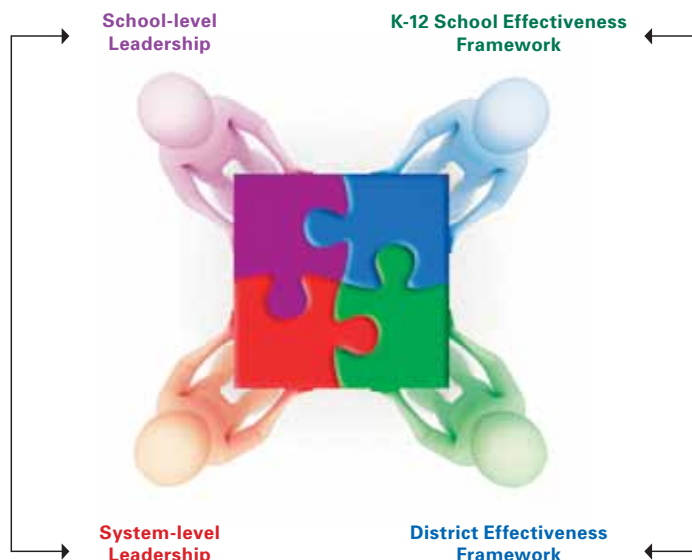 School-level
Leadership
K-12 School Effectiveness
Framework
System-level
Leadership
District Effectiveness
Framework